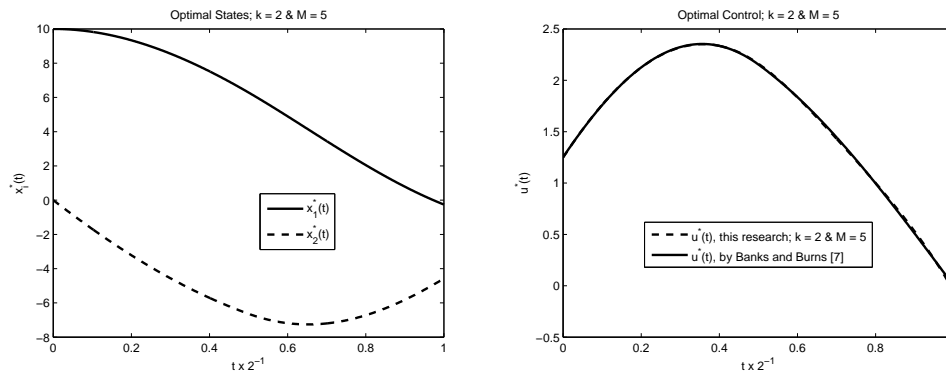 Optimal States; k = 2 & M = 5
10
8
6
4
2
0
−2
−4
−6
−8
x*i(t)
x*1(t)
x*2(t)
0
0.2
0.4
0.6
0.8
1
t x 2−1
Optimal Control; k = 2 & M = 5
2.5
2
1.5
1
0.5
0
−0.5
u*(t)
u*(t), this research; k = 2 & M = 5
u*(t), by Banks and Burns [7]
0
0.2
0.4
0.6
0.8
t x 2−1